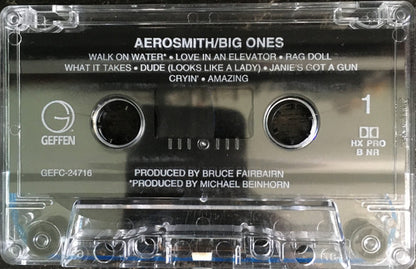 AEROSMITH/BIG ONES
WALK ON WATER* • LOVE IN AN ELEVATOR • RAG DOLL
WHAT IT TAKES • DUDE (LOOKS LIKE A LADY) • JANIE'S GOT A GUN
CRYIN' • AMAZING
G
GEFFEN
1
HX PRO
B NR
GEFC-24716
PRODUCED BY BRUCE FAIRBAIRN
*PRODUCED BY MICHAEL BEINHORN